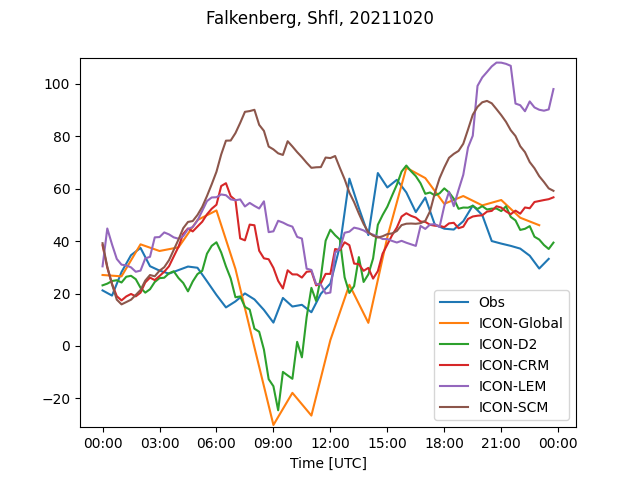 Falkenberg, Shfl, 20211020
100
80
60
40
20
0
−20
00:00 03:00 06:00 09:00 12:00 15:00 18:00 21:00 00:00
Time [UTC]
Obs
ICON-Global
ICON-D2
ICON-CRM
ICON-LEM
ICON-SCM